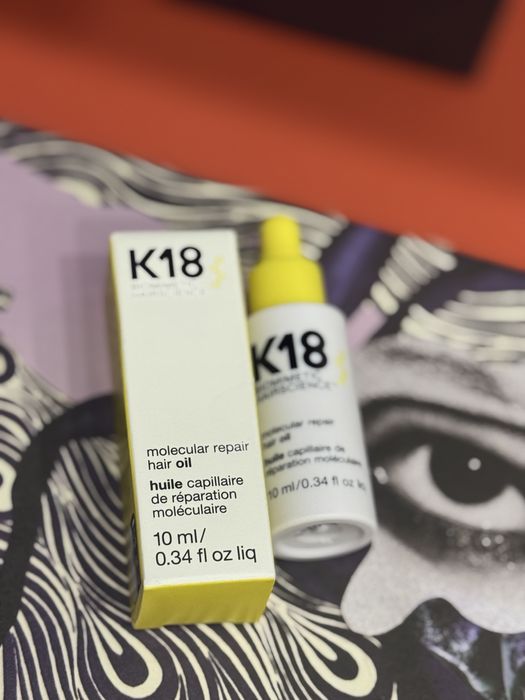 K18
molecular repair
hair oil
huile capillaire
de réparation
moléculaire
10 ml/
0.34 fl oz liq
K18
molecular repair
hair oil
huile capillaire de
réparation moléculaire
10 ml/0.34 fl oz liq